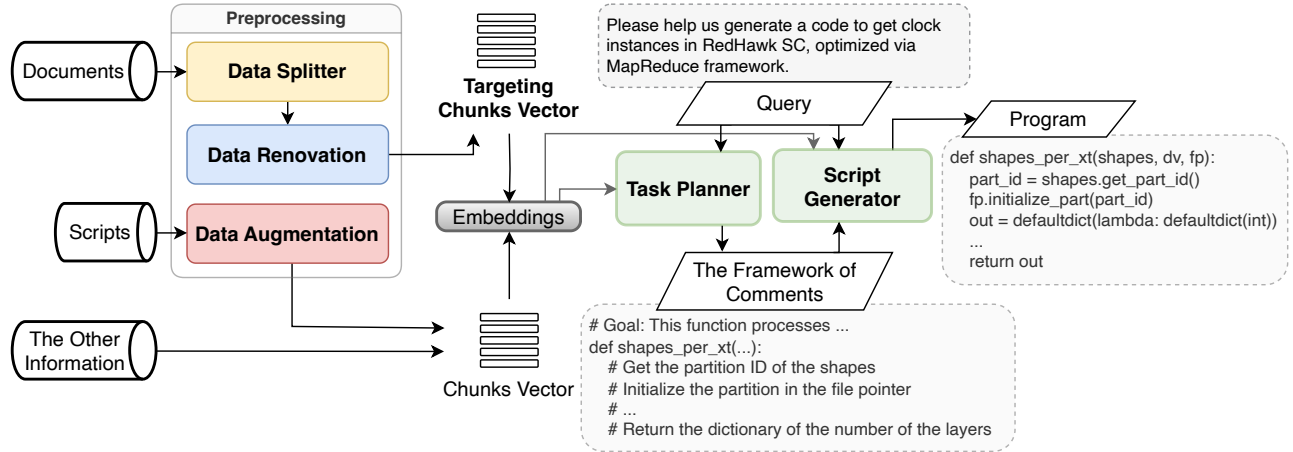 Preprocessing
Documents
Data Splitter
Data Renovation
Scripts
Data Augmentation
The Other
Information
Targeting
Chunks Vector
Embeddings
Chunks Vector
Please help us generate a code to get clock
instances in RedHawk SC, optimized via
MapReduce framework.
Query
Task Planner
Script
Generator
The Framework of
Comments
# Goal: This function processes ...
def shapes_per_xt(...):
# Get the partition ID of the shapes
# Initialize the partition in the file pointer
# ...
# Return the dictionary of the number of the layers
Program
def shapes_per_xt(shapes, dv, fp):
part_id = shapes.get_part_id()
fp.initialize_part(part_id)
out = defaultdict(lambda: defaultdict(int))
...
return out